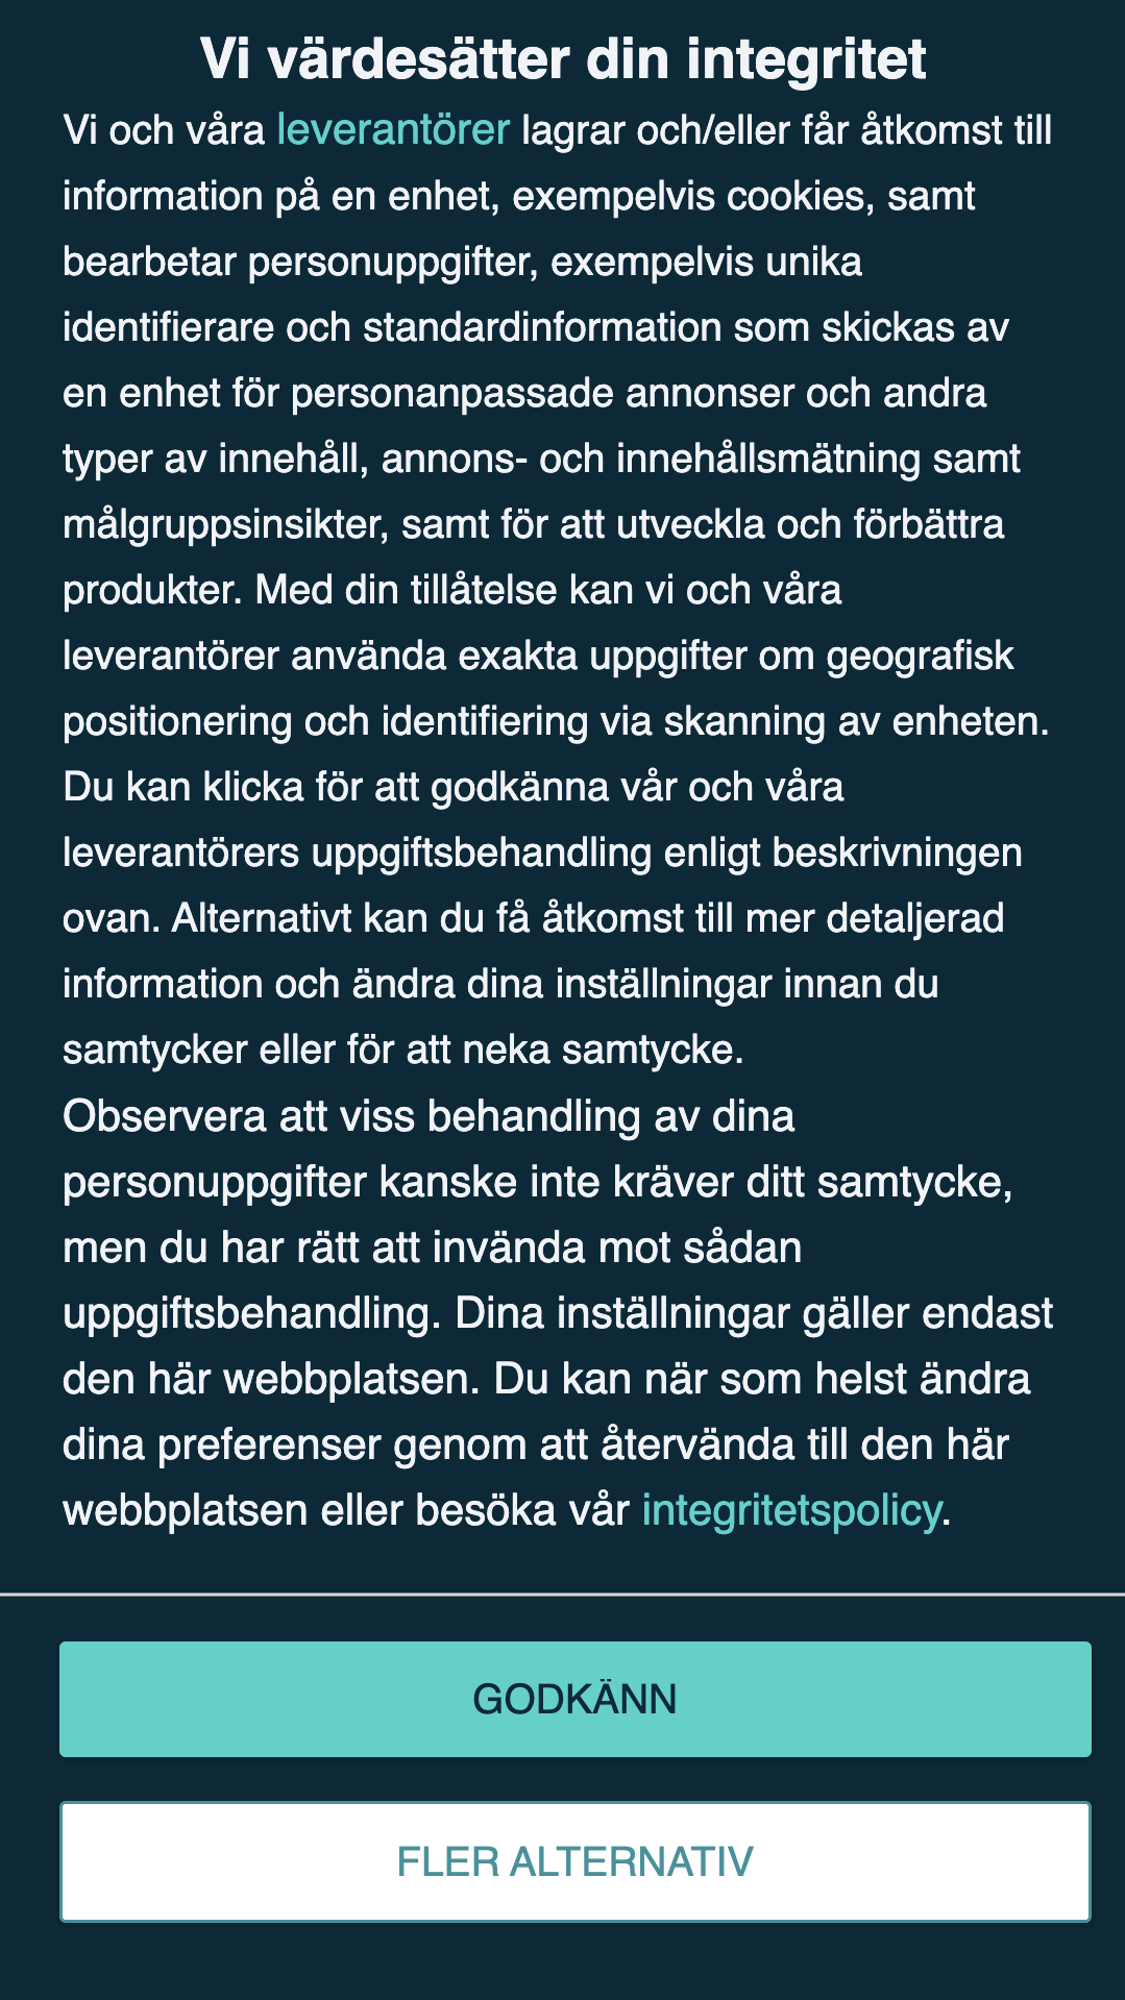 Vi värdesätter din integritet
Vi och våra leverantörer lagrar och/eller får åtkomst till
information på en enhet, exempelvis cookies, samt
bearbetar personuppgifter, exempelvis unika
identifierare och standardinformation som skickas av
en enhet för personanpassade annonser och andra
typer av innehåll, annons- och innehållsmätning samt
målgruppsinsikter, samt för att utveckla och förbättra
produkter. Med din tillåtelse kan vi och våra
leverantörer använda exakta uppgifter om geografisk
positionering och identifiering via skanning av enheten.
Du kan klicka för att godkänna vår och våra
leverantörers uppgiftsbehandling enligt beskrivningen
ovan. Alternativt kan du få åtkomst till mer detaljerad
information och ändra dina inställningar innan du
samtycker eller för att neka samtycke.
Observera att viss behandling av dina
personuppgifter kanske inte kräver ditt samtycke,
men du har rätt att invända mot sådan
uppgiftsbehandling. Dina inställningar gäller endast
den här webbplatsen. Du kan när som helst ändra
dina preferenser genom att återvända till den här
webbplatsen eller besöka vår integritetspolicy.
GODKÄNN
FLER ALTERNATIV